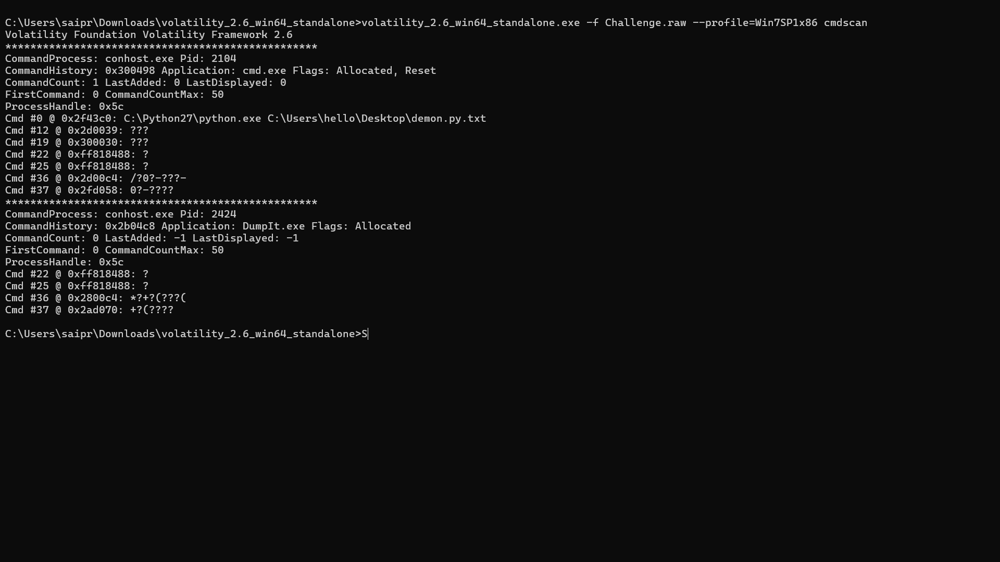 C:\Users\saipr\Downloads\volatility_2.6_win64_standalone>volatility_2.6_win64_standalone.exe -f Challenge.raw --profile=Win7SP1x86 cmdscan
Volatility Foundation Volatility Framework 2.6
**************************************************
CommandProcess: conhost.exe Pid: 2104
CommandHistory: 0x300498 Application: cmd.exe Flags: Allocated, Reset
CommandCount: 1 LastAdded: 0 LastDisplayed: 0
FirstCommand: 0 CommandCountMax: 50
ProcessHandle: 0x5c
Cmd #0 @ 0x2f43c0: C:\Python27\python.exe C:\Users\hello\Desktop\demon.py.txt
Cmd #12 @ 0x2d0039: ???
Cmd #19 @ 0x300030: ???
Cmd #22 @ 0xff818488: ?
Cmd #25 @ 0xff818488: ?
Cmd #36 @ 0x2d00c4: /?0?-???-
Cmd #37 @ 0x2fd058: 0?-????
**************************************************
CommandProcess: conhost.exe Pid: 2424
CommandHistory: 0x2b04c8 Application: DumpIt.exe Flags: Allocated
CommandCount: 0 LastAdded: -1 LastDisplayed: -1
FirstCommand: 0 CommandCountMax: 50
ProcessHandle: 0x5c
Cmd #22 @ 0xff818488: ?
Cmd #25 @ 0xff818488: ?
Cmd #36 @ 0x2800c4: *?+?(???(
Cmd #37 @ 0x2ad070: +?(????
C:\Users\saipr\Downloads\volatility_2.6_win64_standalone>S